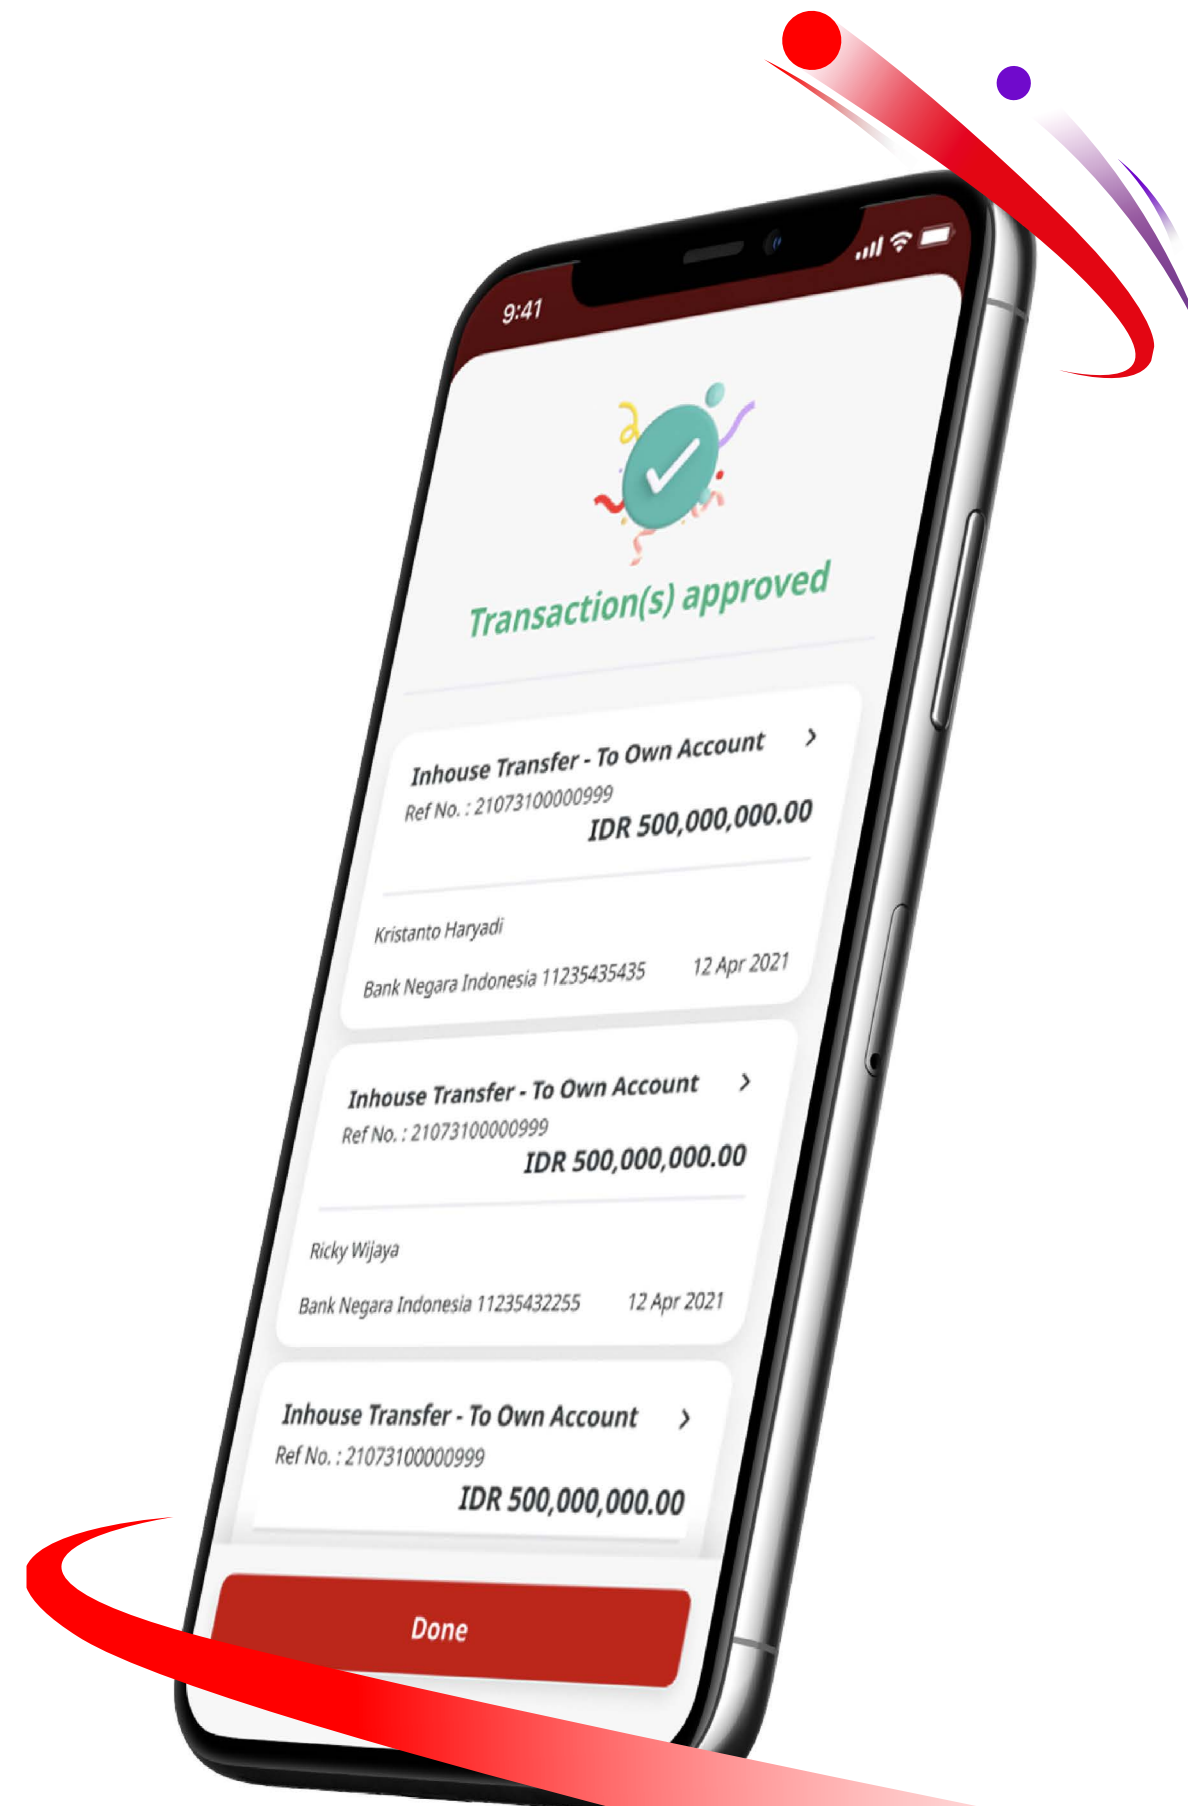 9:41
Transaction(s) approved
Inhouse Transfer - To Own Account
Ref No. : 21073100000999
IDR 500,000,000.00
Kristanto Haryadi
Bank Negara Indonesia 11235435435 12 Apr 2021
Inhouse Transfer - To Own Account
Ref No. : 21073100000999
IDR 500,000,000.00
Ricky Wijaya
Bank Negara Indonesia 11235432255 12 Apr 2021
Inhouse Transfer - To Own Account
Ref No. : 21073100000999
IDR 500,000,000.00
Done